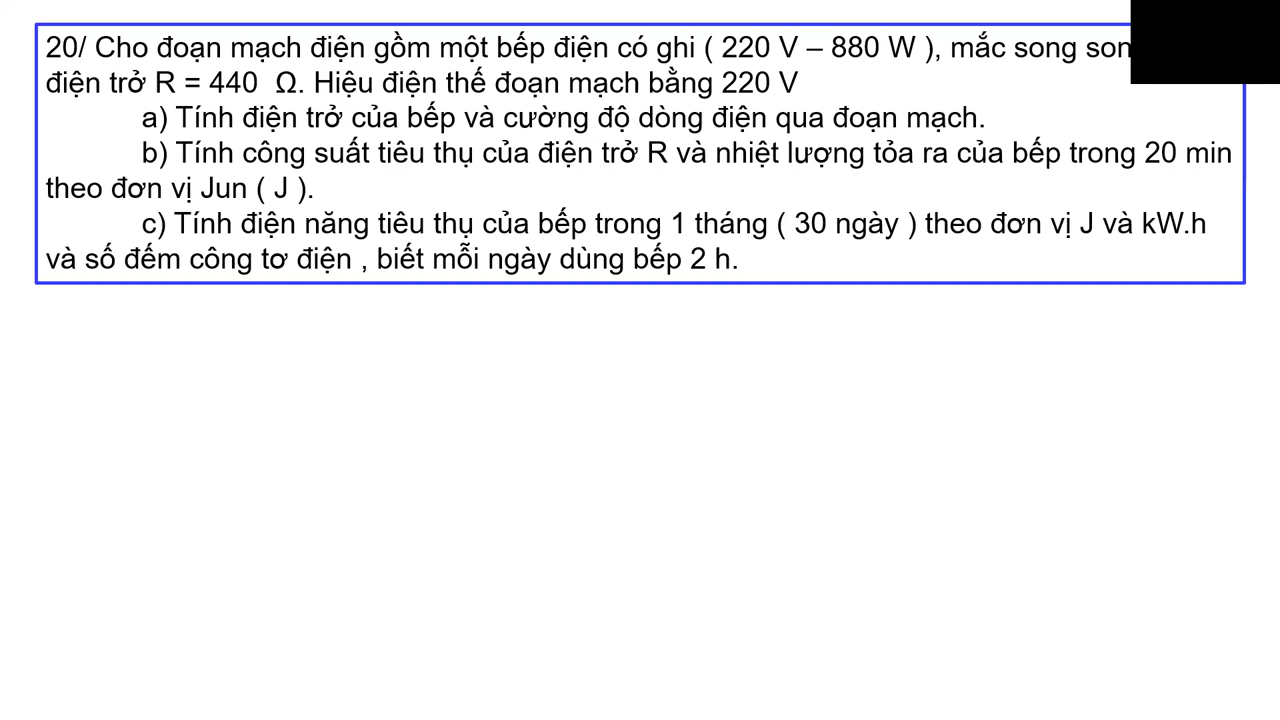 20/ Cho đoạn mạch điện gồm một bếp điện có ghi ( 220 V – 880 W ), mắc song
điện trở R = 440 Ω. Hiệu điện thế đoạn mạch bằng 220 V
a) Tính điện trở của bếp và cường độ dòng điện qua đoạn mạch.
b) Tính công suất tiêu thụ của điện trở R và nhiệt lượng tỏa ra của bếp trong 20 min
theo đơn vị Jun ( J ).
c) Tính điện năng tiêu thụ của bếp trong 1 tháng ( 30 ngày ) theo đơn vị J và kW.h
và số đếm công tơ điện , biết mỗi ngày dùng bếp 2 h.